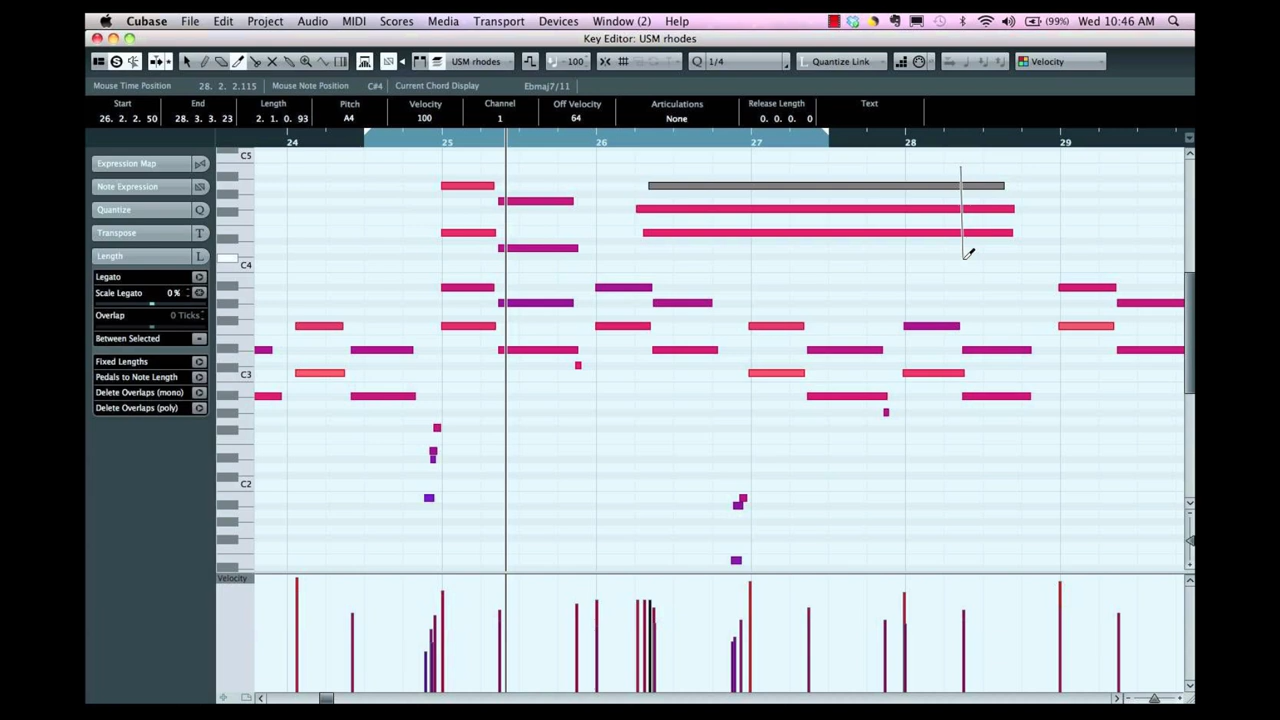 Cubase File Edit Project Audio MIDI Scores Media Transport Devices Window (2) Help (99%) Wed 10:46 AM
Key Editor: USM rhodes
USM rhodes 100 Q 1/4 Quantize Link Velocity
Mouse Time Position 28. 2. 2.115 Mouse Note Position C#4 Current Chord Display Ebmaj7/11
Start End Length Pitch Velocity Channel Off Velocity Articulations Release Length Text
26. 2. 2. 50 28. 3. 3. 23 2. 1. 0. 93 A4 100 1 64 None 0. 0. 0. 0
24 25 26 27 28 29
C5
Expression Map
Note Expression
Quantize Q
Transpose T
Length L
C4
Legato
Scale Legato 0 %
Overlap 0 Ticks
Between Selected
Fixed Lengths
Pedals to Note Length
C3
Delete Overlaps (mono)
Delete Overlaps (poly)
C2
Velocity